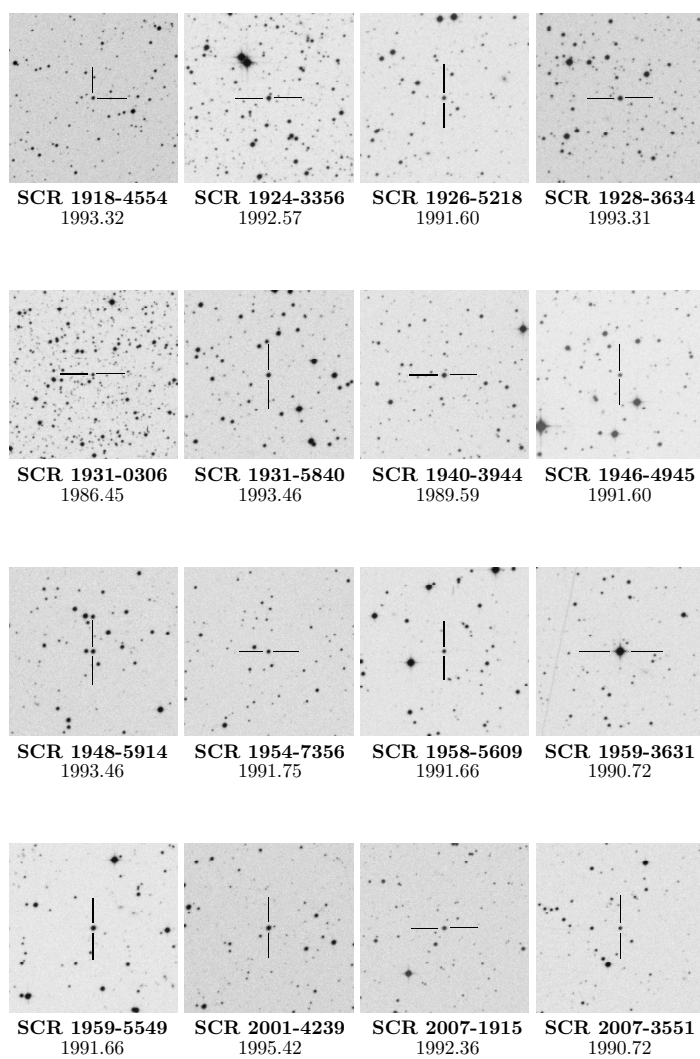 SCR 1918-4554 SCR 1924-3356 SCR 1926-5218 SCR 1928-3634
1993.32 1992.57 1991.60 1993.31
SCR 1931-0306 SCR 1931-5840 SCR 1940-3944 SCR 1946-4945
1986.45 1993.46 1989.59 1991.60
SCR 1948-5914 SCR 1954-7356 SCR 1958-5609 SCR 1959-3631
1993.46 1991.75 1991.66 1990.72
SCR 1959-5549 SCR 2001-4239 SCR 2007-1915 SCR 2007-3551
1991.66 1995.42 1992.36 1990.72